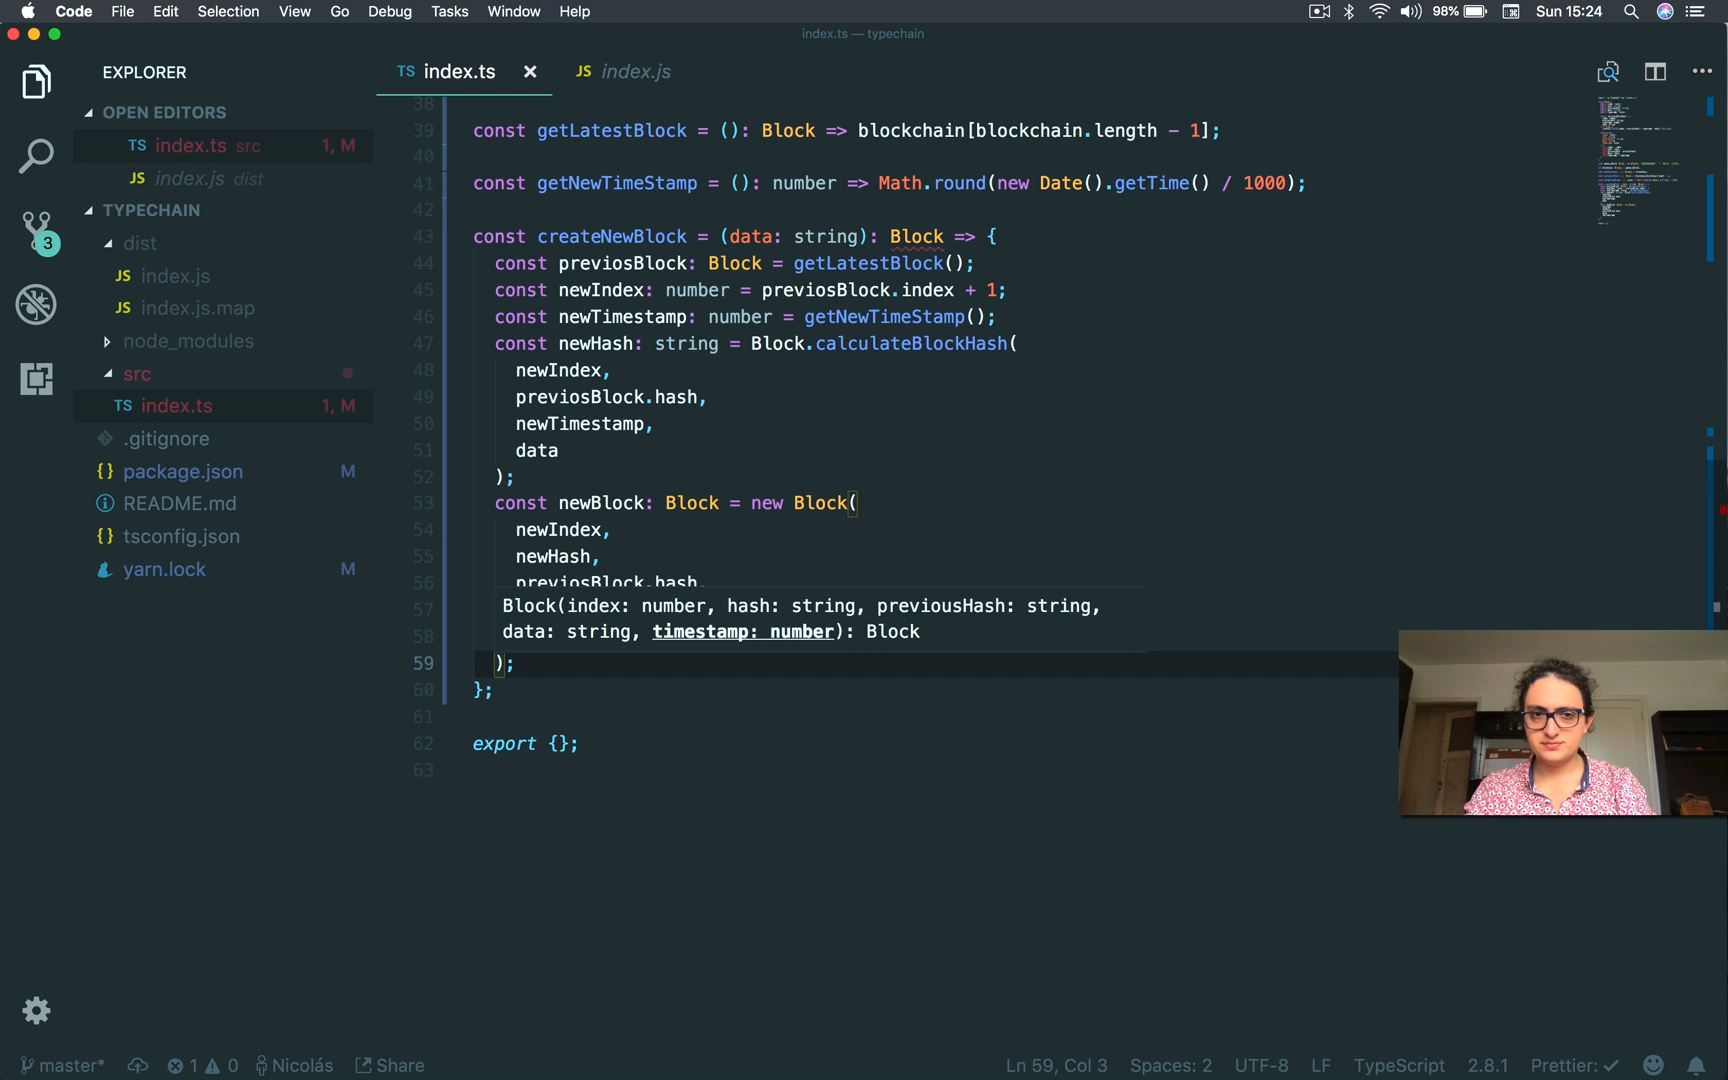 Code File Edit Selection View Go Debug Tasks Window Help 98% Sun 15:24
index.ts — typechain
EXPLORER
TS index.ts ×
JS index.js
OPEN EDITORS
TS index.ts src 1, M
JS index.js dist
TYPECHAIN
dist
JS index.js
JS index.js.map
node_modules
src
TS index.ts 1, M
.gitignore
{} package.json M
README.md
{} tsconfig.json
yarn.lock M
3
38
39 const getLatestBlock = (): Block => blockchain[blockchain.length - 1];
40
41 const getNewTimeStamp = (): number => Math.round(new Date().getTime() / 1000);
42
43 const createNewBlock = (data: string): Block => {
44 const previosBlock: Block = getLatestBlock();
45 const newIndex: number = previosBlock.index + 1;
46 const newTimestamp: number = getNewTimeStamp();
47 const newHash: string = Block.calculateBlockHash(
48 newIndex,
49 previosBlock.hash,
50 newTimestamp,
51 data
52 );
53 const newBlock: Block = new Block(
54 newIndex,
55 newHash,
56 previosBlock.hash,
57
58
Block(index: number, hash: string, previousHash: string,
data: string, timestamp: number): Block
59 );
60 };
61
62 export {};
63
master* 1 0 Nicolás Share Ln 59, Col 3 Spaces: 2 UTF-8 LF TypeScript 2.8.1 Prettier: ✓